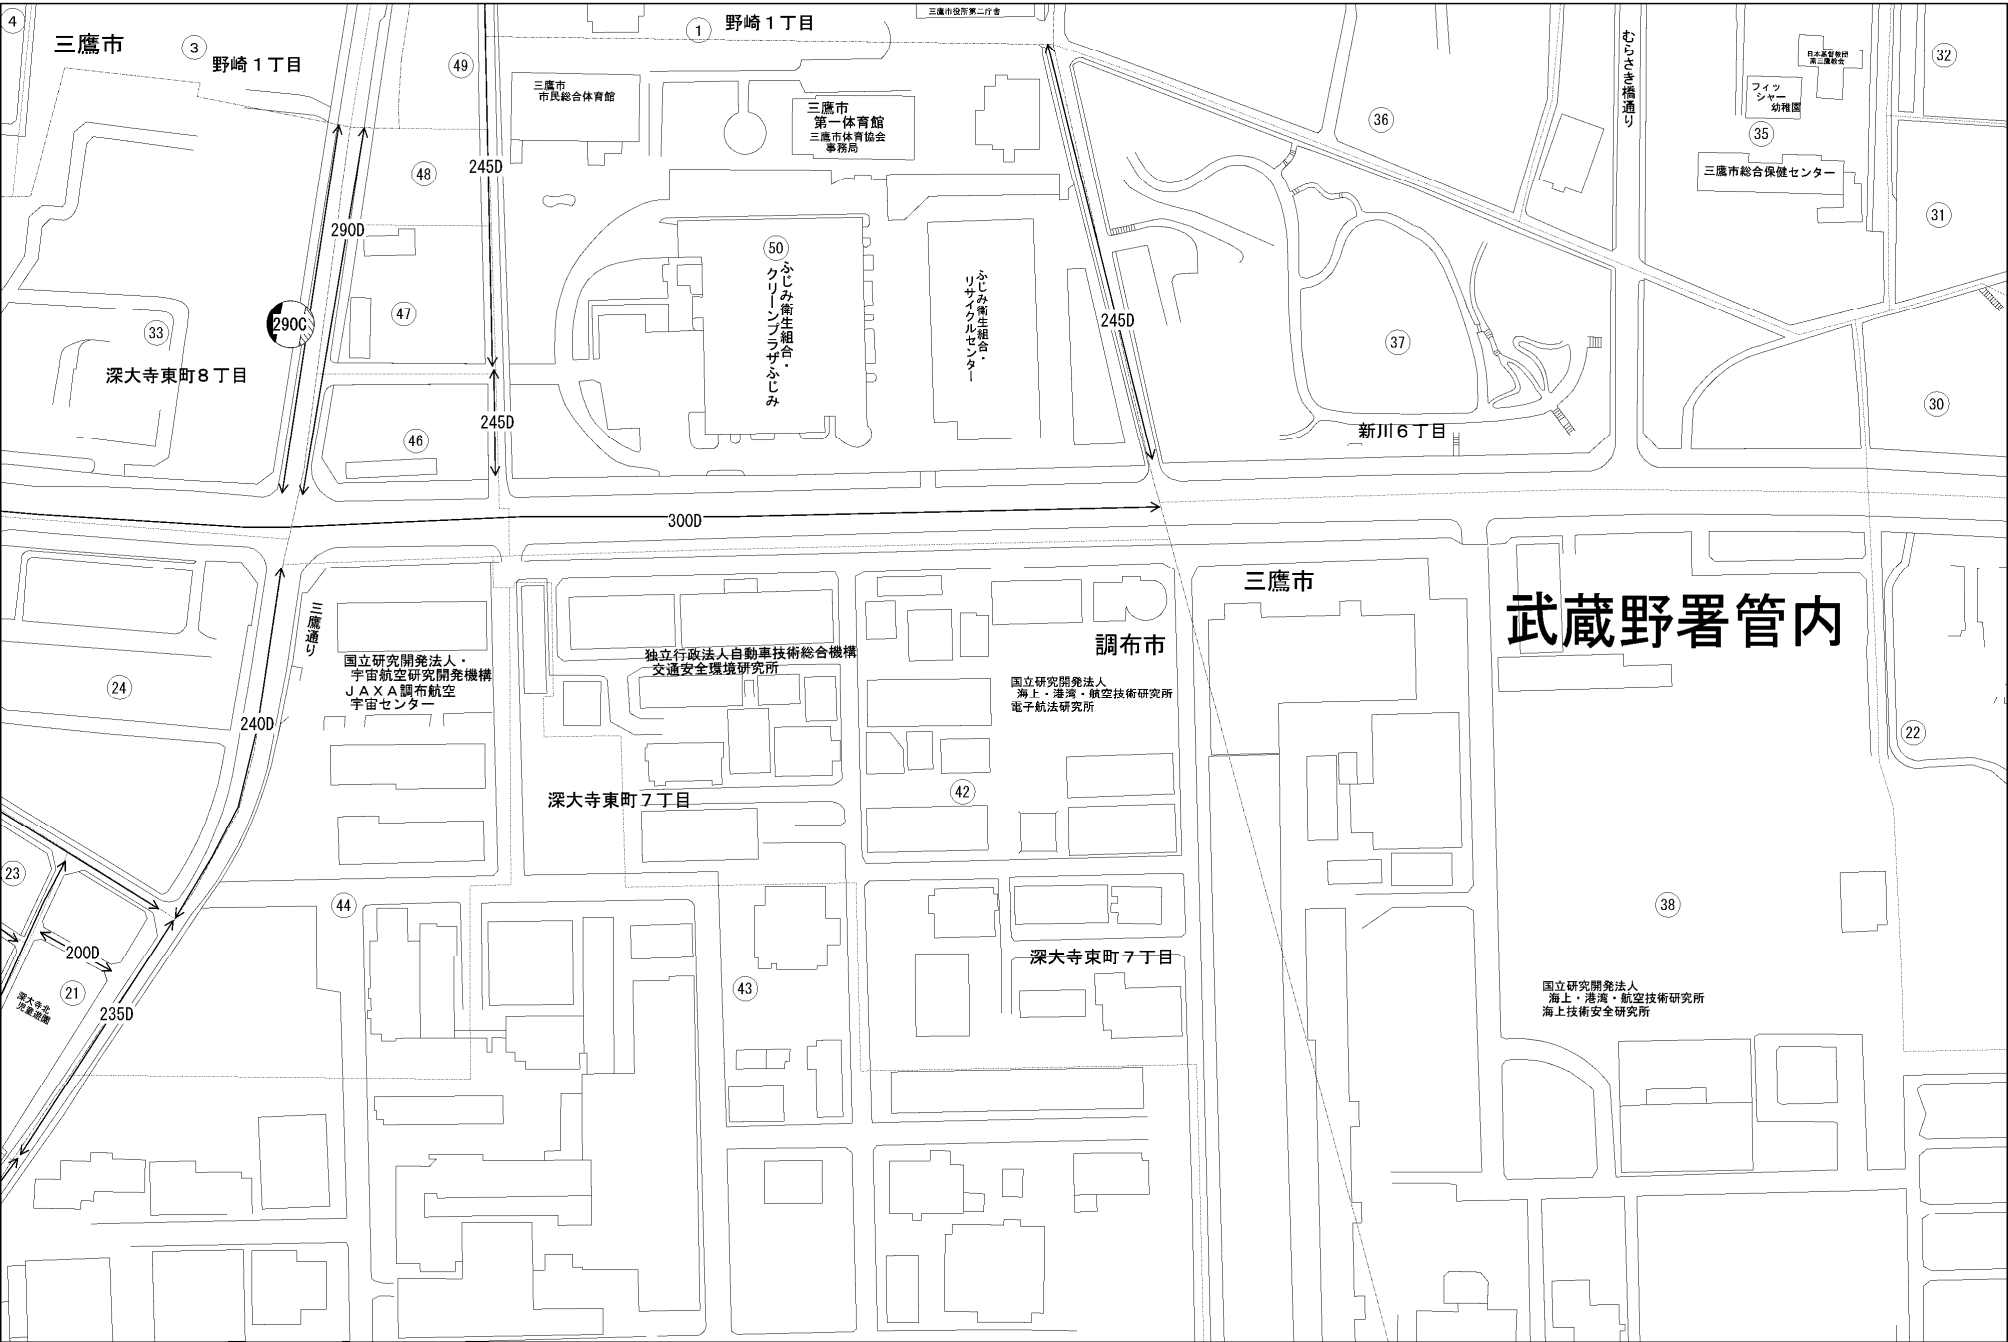 4
三鷹市
3
野崎１丁目
49
1
野崎１丁目
三鷹市役所第二庁舎
三鷹市
市民総合体育館
三鷹市
第一体育館
三鷹市体育協会
事務局
36
むらさき橋通り
日本基督教団
南三鷹教会
フィッ
シャー
幼稚園
35
32
三鷹市総合保健センター
31
48
245D
290D
50
ふじみ衛生組合・
クリーンプラザふじみ
ふじみ衛生組合・
リサイクルセンター
290C
47
33
深大寺東町８丁目
245D
37
30
46
245D
新川６丁目
300D
三鷹通り
国立研究開発法人・
宇宙航空研究開発機構
ＪＡＸＡ調布航空
宇宙センター
独立行政法人自動車技術総合機構
交通安全環境研究所
三鷹市
調布市
武蔵野署管内
国立研究開発法人
海上・港湾・航空技術研究所
電子航法研究所
24
240D
22
深大寺東町７丁目
42
23
44
38
200D
21
深大寺北
児童遊園
235D
43
深大寺東町７丁目
国立研究開発法人
海上・港湾・航空技術研究所
海上技術安全研究所